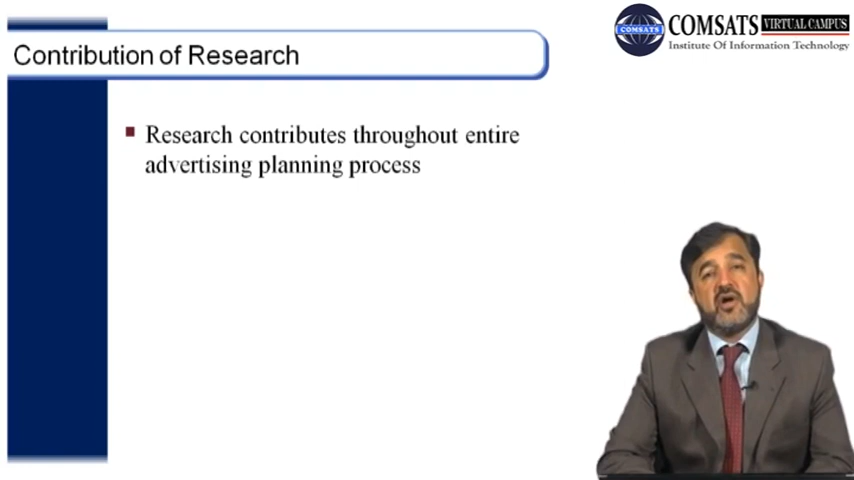 COMSATS VIRTUAL CAMPUS
COMSATS
Institute Of Information Technology
Contribution of Research
Research contributes throughout entire
advertising planning process